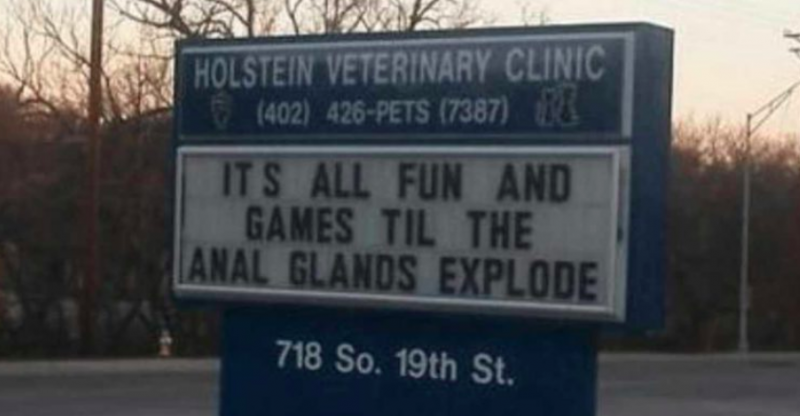 HOLSTEIN VETERINARY CLINIC
(402) 426-PETS (7387)
IT'S ALL FUN AND
GAMES TIL THE
ANAL GLANDS EXPLODE
718 So. 19th St.